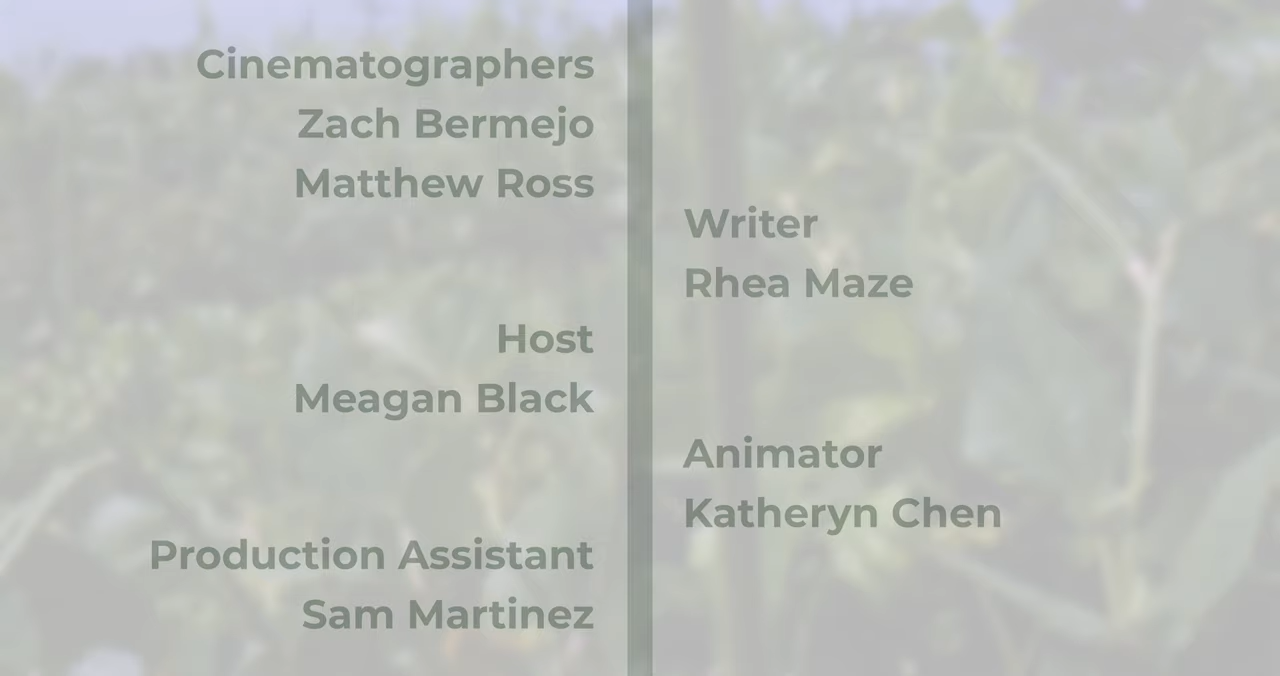 Cinematographers
Zach Bermejo
Matthew Ross
Host
Meagan Black
Production Assistant
Sam Martinez
Writer
Rhea Maze
Animator
Katheryn Chen